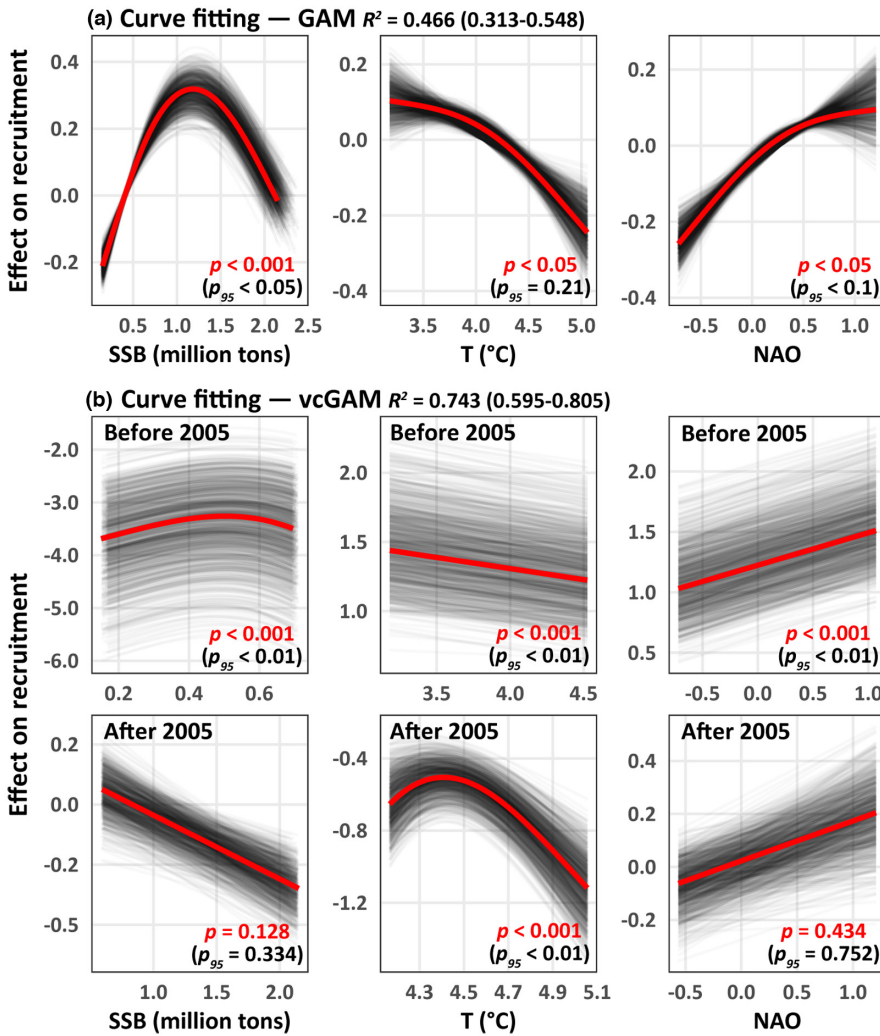 (a) Curve fitting — GAM R² = 0.466 (0.313-0.548)
Effect on recruitment
0.4
0.2
0.0
-0.2
p < 0.001
(p95 < 0.05)
0.5 1.0 1.5 2.0 2.5
SSB (million tons)
0.2
0.0
-0.2
-0.4
p < 0.05
(p95 = 0.21)
3.5 4.0 4.5 5.0
T (°C)
0.2
0.0
-0.2
-0.4
p < 0.05
(p95 < 0.1)
-0.5 0.0 0.5 1.0
NAO
(b) Curve fitting — vcGAM R² = 0.743 (0.595-0.805)
Effect on recruitment
Before 2005
-2.0
-3.0
-4.0
-5.0
-6.0
p < 0.001
(p95 < 0.01)
0.2 0.4 0.6
Before 2005
2.0
1.5
1.0
p < 0.001
(p95 < 0.01)
3.5 4.0 4.5
Before 2005
2.0
1.5
1.0
0.5
p < 0.001
(p95 < 0.01)
-0.5 0.0 0.5 1.0
After 2005
0.2
0.0
-0.2
-0.5
p = 0.128
(p95 = 0.334)
1.0 1.5 2.0
SSB (million tons)
After 2005
-0.4
-0.8
-1.2
p < 0.001
(p95 < 0.01)
4.3 4.5 4.7 4.9 5.1
T (°C)
After 2005
0.4
0.2
0.0
-0.2
p = 0.434
(p95 = 0.752)
-0.5 0.0 0.5 1.0
NAO